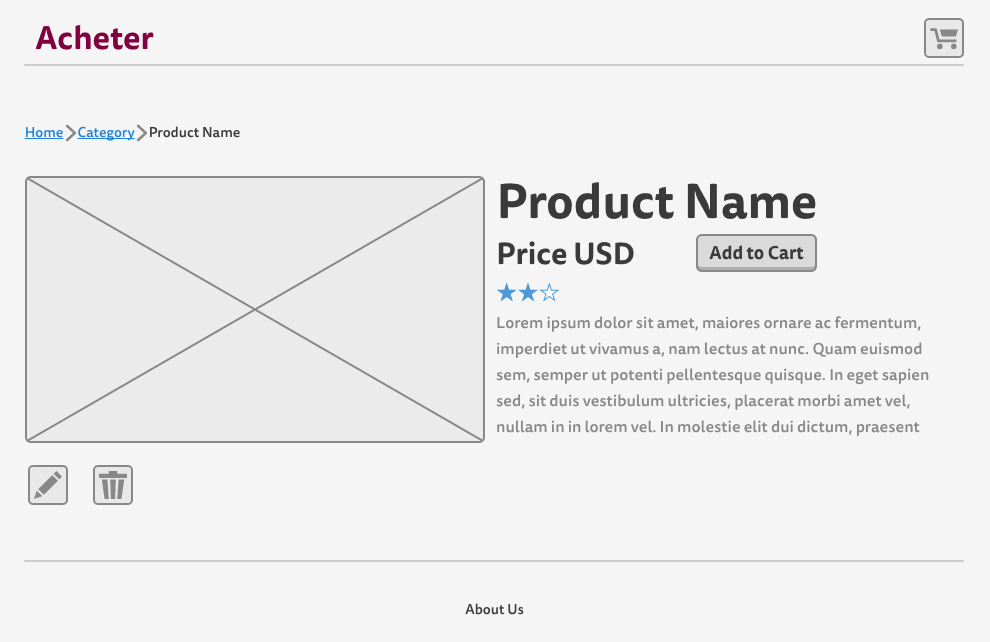 Acheter
Home Category Product Name
Product Name
Price USD
Add to Cart
Lorem ipsum dolor sit amet, maiores ornare ac fermentum,
imperdiet ut vivamus a, nam lectus at nunc. Quam euismod
sem, semper ut potenti pellentesque quisque. In eget sapien
sed, sit duis vestibulum ultricies, placerat morbi amet vel,
nullam in in lorem vel. In molestie elit dui dictum, praesent
About Us